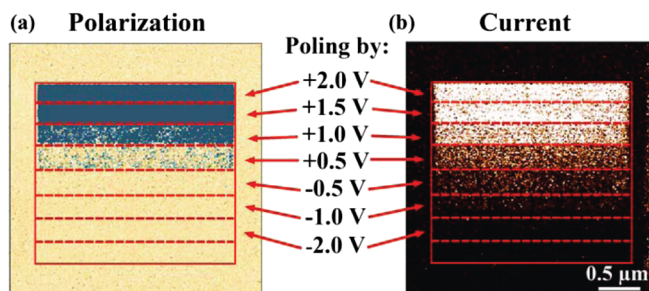 (a) Polarization
(b) Current
Poling by:
+2.0 V
+1.5 V
+1.0 V
+0.5 V
-0.5 V
-1.0 V
-2.0 V
0.5 μm